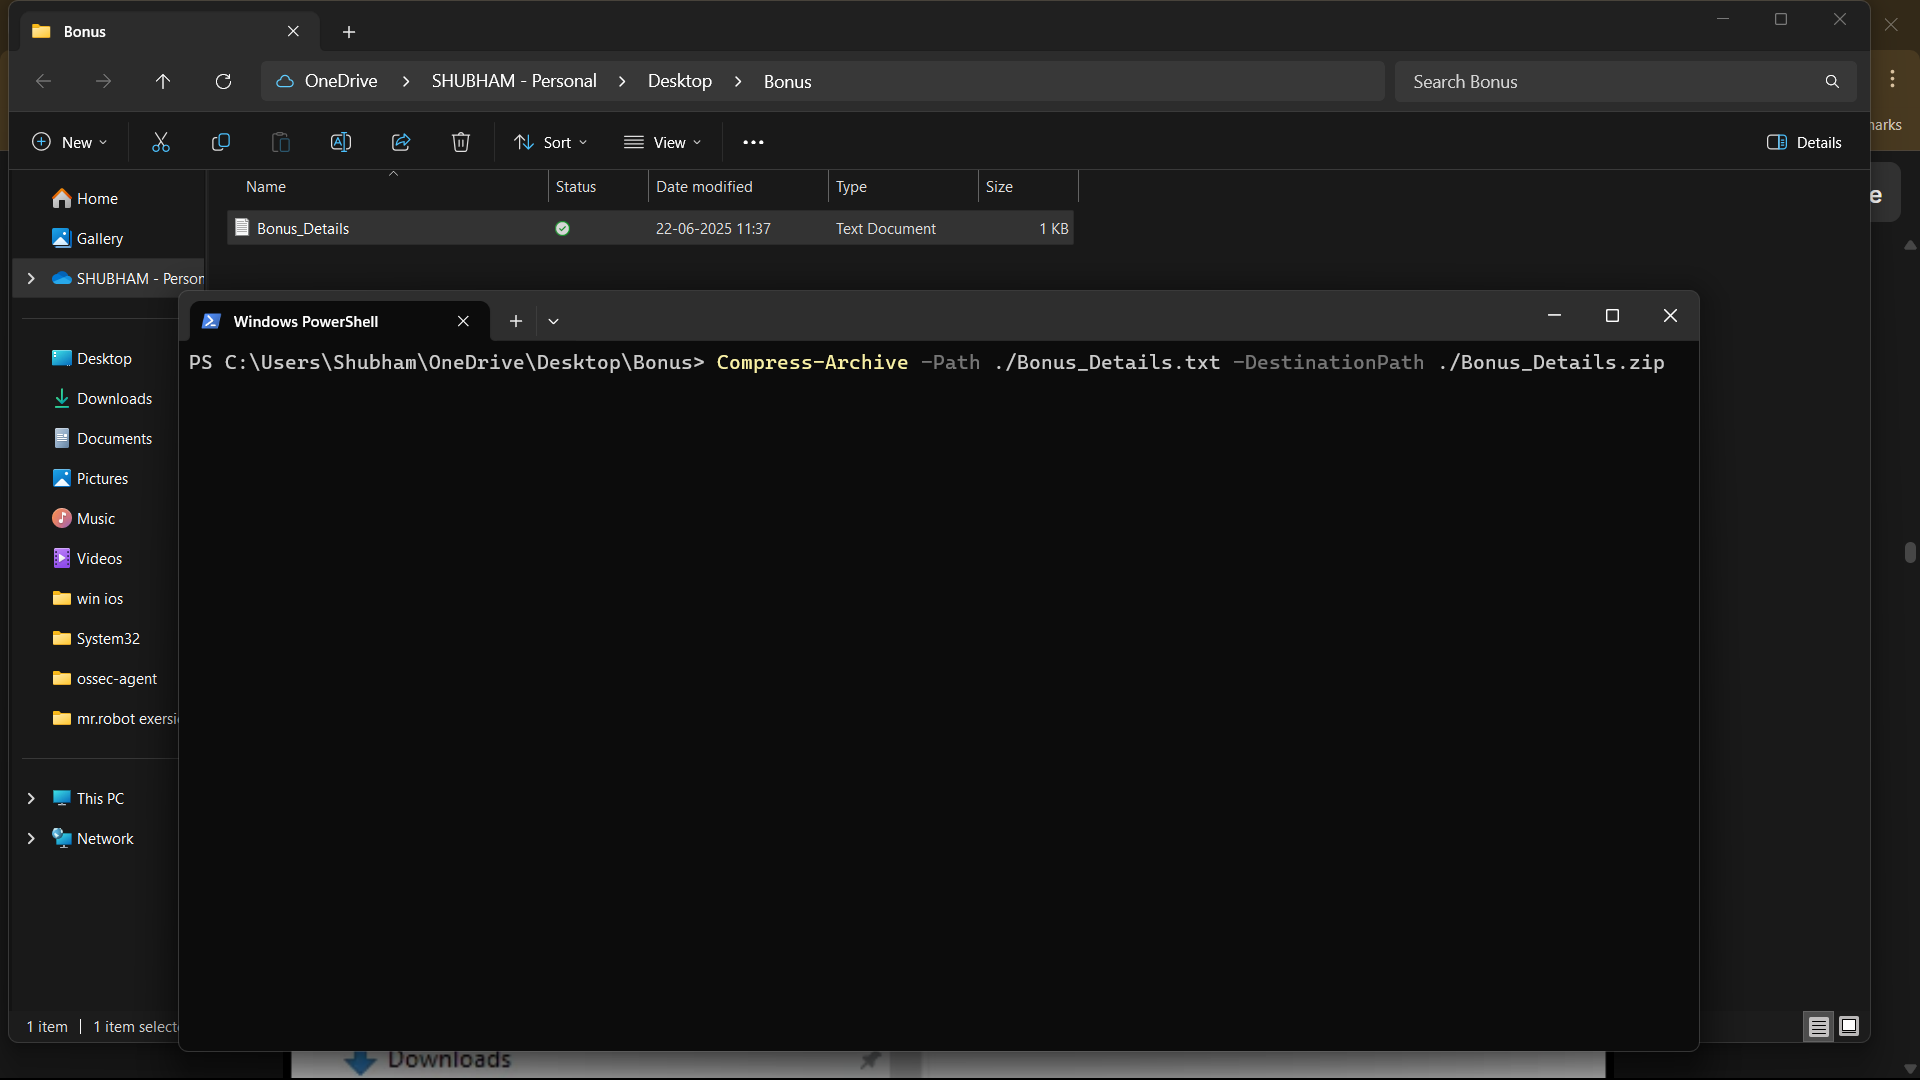 Bonus
OneDrive > SHUBHAM - Personal > Desktop > Bonus
Search Bonus
New
Sort
View
Details
arks
e
Name Status Date modified Type Size
Bonus_Details 22-06-2025 11:37 Text Document 1 KB
Home
Gallery
SHUBHAM - Person
Desktop
Downloads
Documents
Pictures
Music
Videos
win ios
System32
ossec-agent
mr.robot exersi
This PC
Network
1 item | 1 item select
Windows PowerShell
PS C:\Users\Shubham\OneDrive\Desktop\Bonus> Compress-Archive -Path ./Bonus_Details.txt -DestinationPath ./Bonus_Details.zip
Downloads